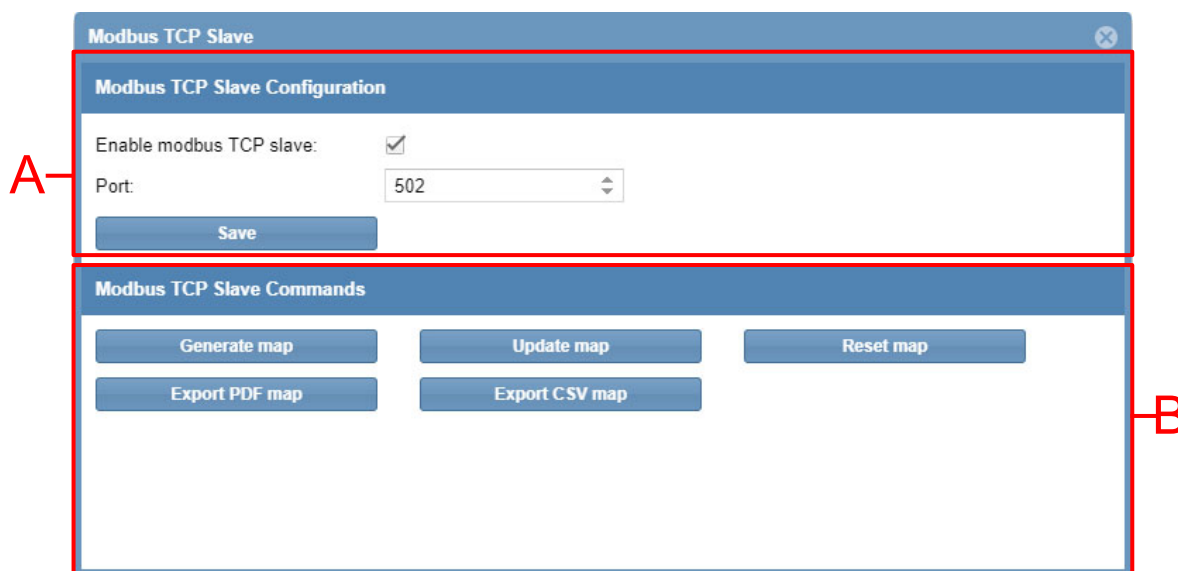 Modbus TCP Slave
Modbus TCP Slave Configuration
Enable modbus TCP slave:
A
Port: 502
Save
Modbus TCP Slave Commands
Generate map Update map Reset map
Export PDF map Export CSV map
B